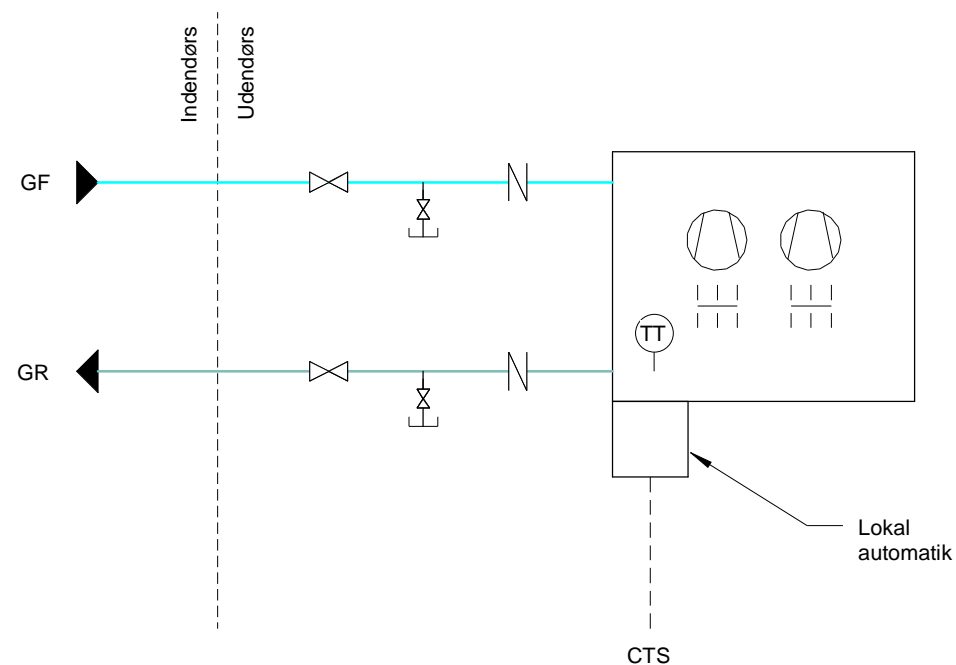 Indendørs
Udendørs
GF
TT
GR
Lokal
automatik
CTS